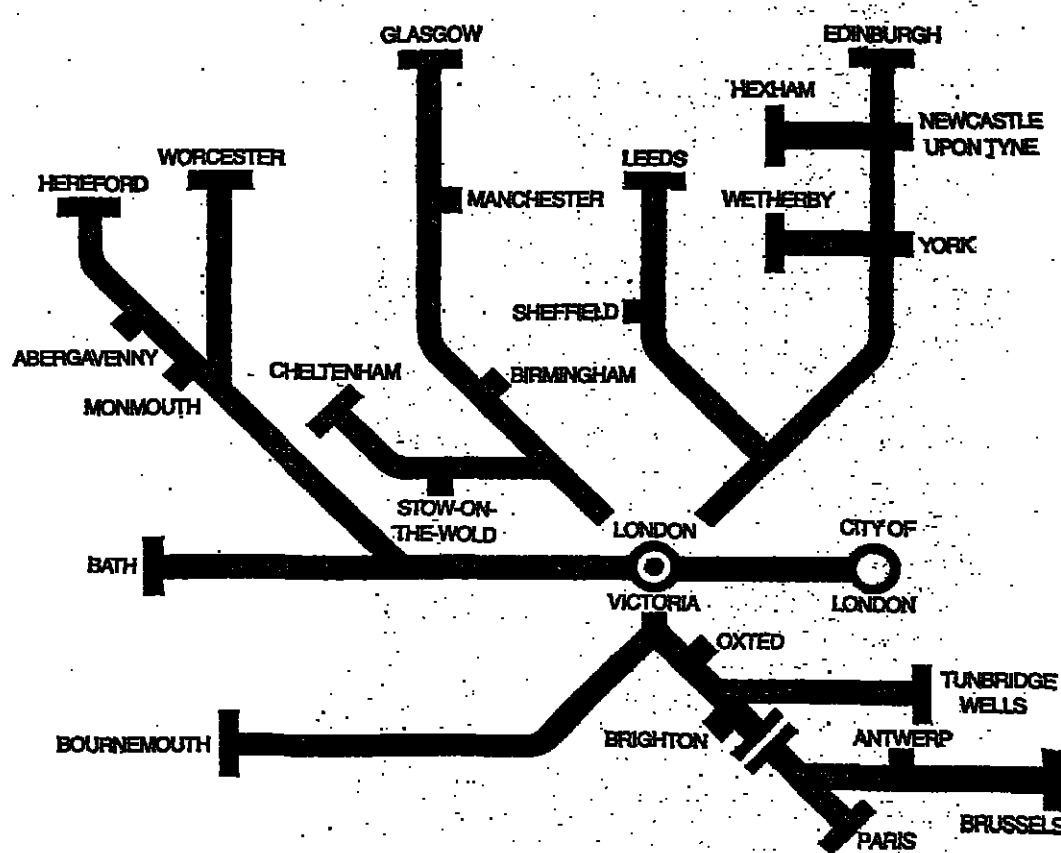 GLASGOW
EDINBURGH
HEXHAM
NEWCASTLE
UPON TYNE
WORCESTER
LEEDS
HEREFORD
MANCHESTER
WETHERBY
YORK
SHEFFIELD
ABERGAVENNY
CHELTENHAM
BIRMINGHAM
MONMOUTH
STOW-ON-
THE-WOLD
LONDON
CITY OF
BATH
VICTORIA
LONDON
OXTED
TUNBRIDGE
WELLS
BOURNEMOUTH
BRIGHTON
ANTWERP
BRUSSELS
PARIS